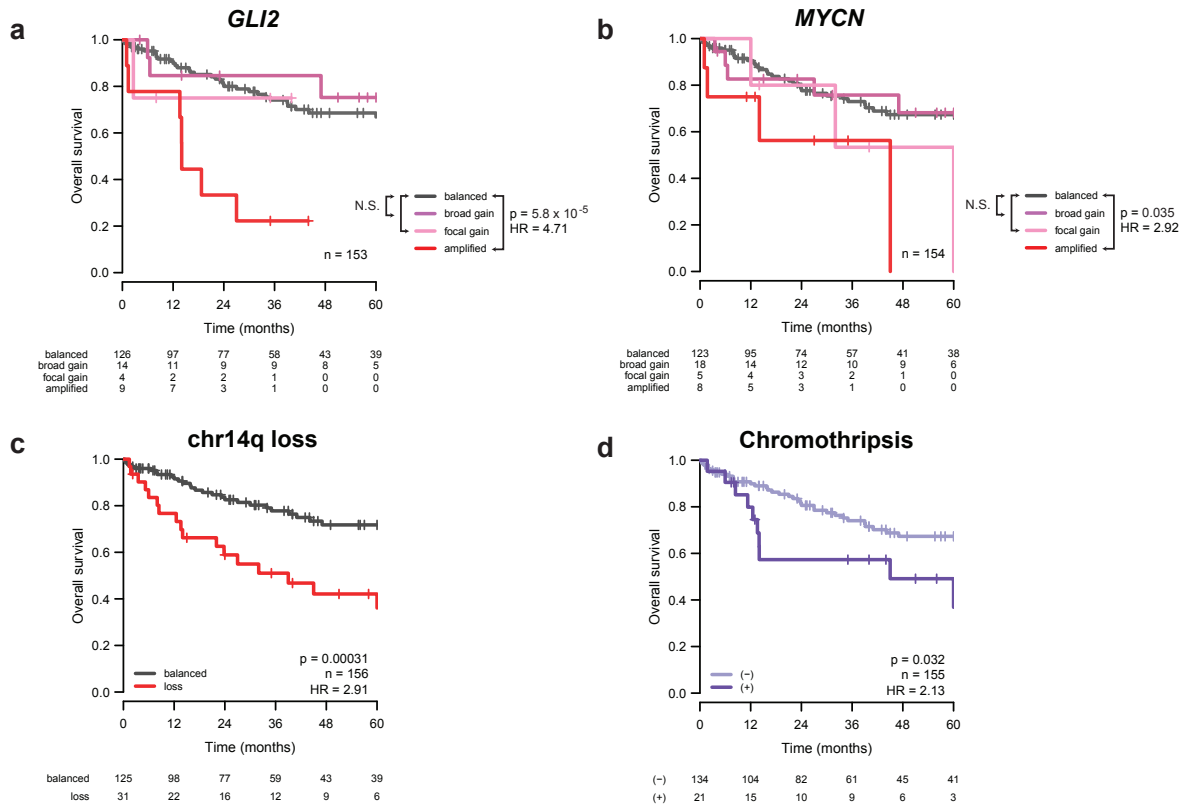 a
GLI2
1.0
0.8
0.6
0.4
0.2
0.0
Overall survival
0 12 24 36 48 60
Time (months)
N.S.
balanced
broad gain
focal gain
amplified
p = 5.8 x 10-5
HR = 4.71
n = 153
balanced 126 97 77 58 43 39
broad gain 14 11 9 9 8 5
focal gain 4 2 2 1 0 0
amplified 9 7 3 1 0 0
b
MYCN
1.0
0.8
0.6
0.4
0.2
0.0
Overall survival
0 12 24 36 48 60
Time (months)
N.S.
balanced
broad gain
focal gain
amplified
p = 0.035
HR = 2.92
n = 154
balanced 123 95 74 57 41 38
broad gain 18 14 12 10 9 6
focal gain 5 4 3 2 1 0
amplified 8 5 3 1 0 0
c
chr14q loss
1.0
0.8
0.6
0.4
0.2
0.0
Overall survival
0 12 24 36 48 60
Time (months)
balanced
loss
p = 0.00031
n = 156
HR = 2.91
balanced 125 98 77 59 43 39
loss 31 22 16 12 9 6
d
Chromothripsis
1.0
0.8
0.6
0.4
0.2
0.0
Overall survival
0 12 24 36 48 60
Time (months)
(−)
(+)
p = 0.032
n = 155
HR = 2.13
(−) 134 104 82 61 45 41
(+) 21 15 10 9 6 3